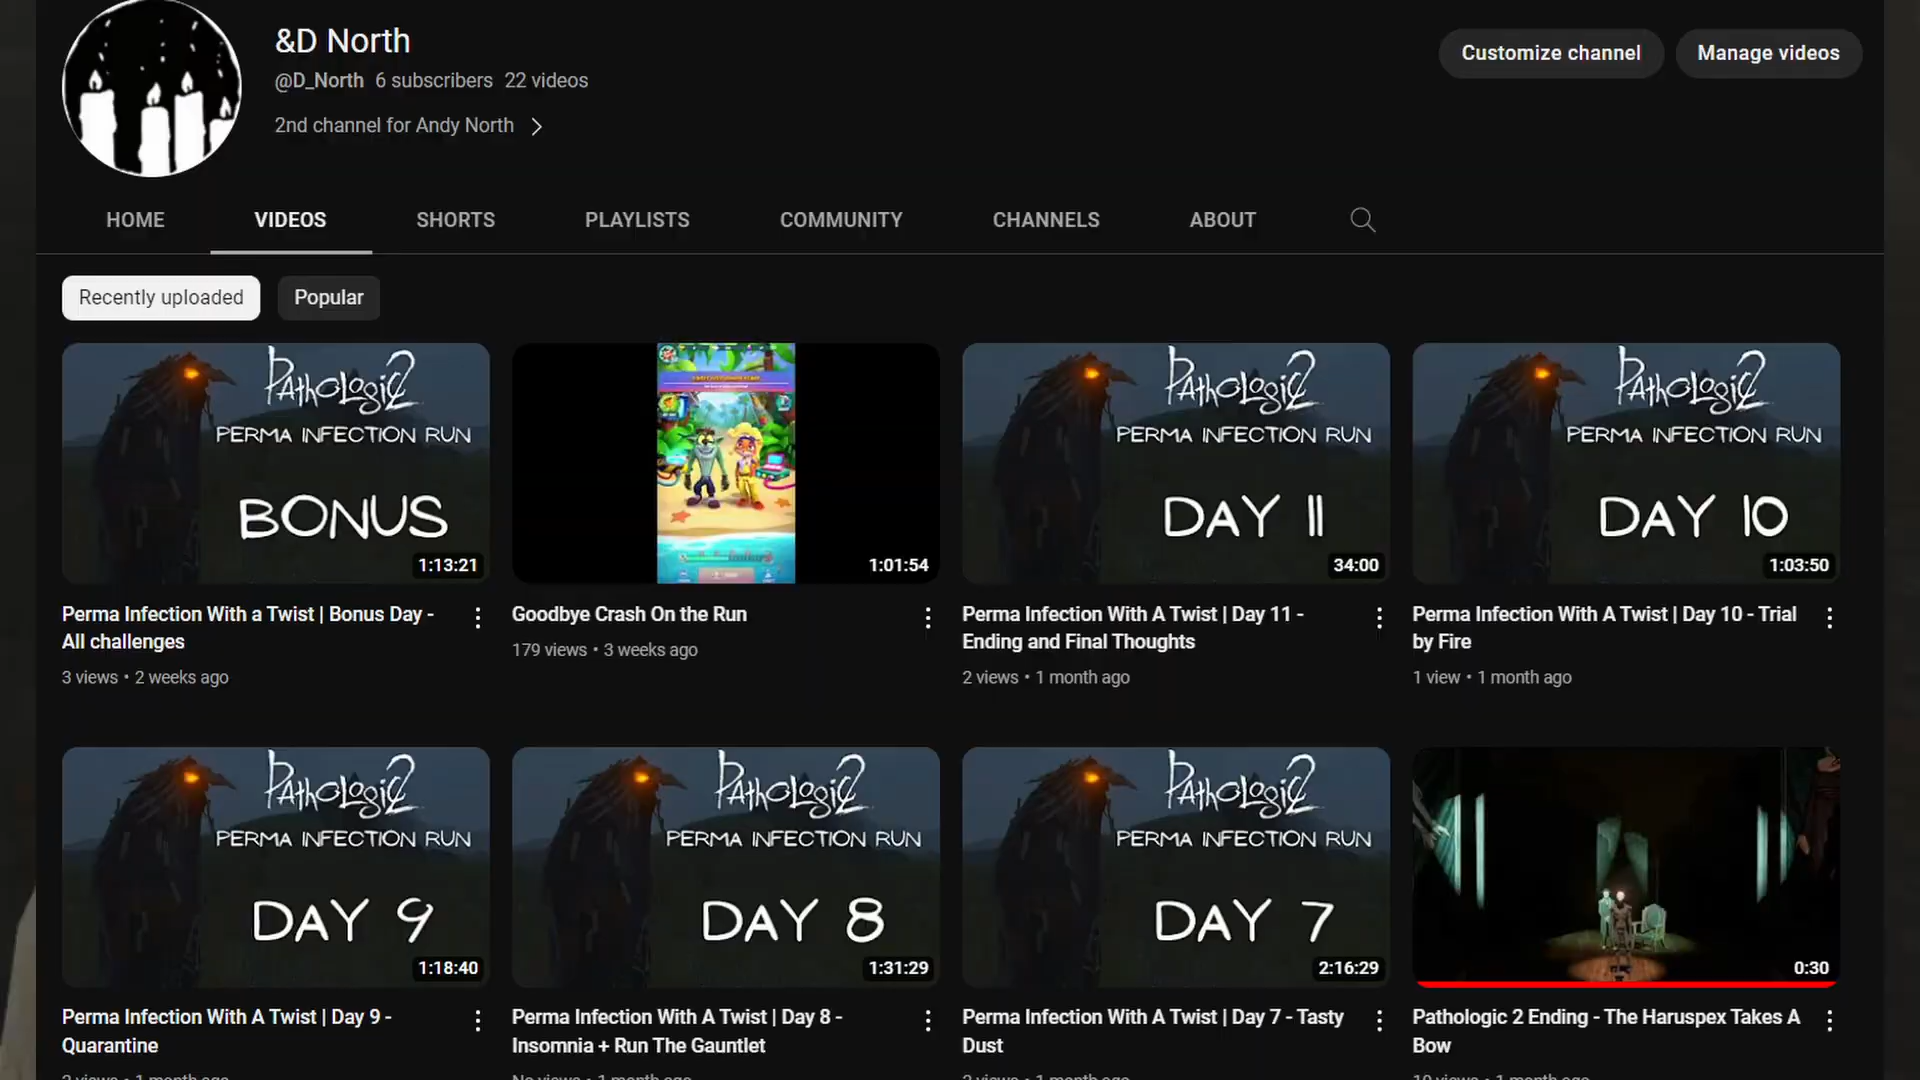 &D North
@D_North 6 subscribers 22 videos
2nd channel for Andy North
Customize channel
Manage videos
HOME
VIDEOS
SHORTS
PLAYLISTS
COMMUNITY
CHANNELS
ABOUT
Recently uploaded
Popular
Pathologic 2
PERMA INFECTION RUN
BONUS
1:13:21
Perma Infection With a Twist | Bonus Day -
All challenges
3 views • 2 weeks ago
1:01:54
Goodbye Crash On the Run
179 views • 3 weeks ago
Pathologic 2
PERMA INFECTION RUN
DAY 11
34:00
Perma Infection With A Twist | Day 11 -
Ending and Final Thoughts
2 views • 1 month ago
Pathologic 2
PERMA INFECTION RUN
DAY 10
1:03:50
Perma Infection With A Twist | Day 10 - Trial
by Fire
1 view • 1 month ago
Pathologic 2
PERMA INFECTION RUN
DAY 9
1:18:40
Perma Infection With A Twist | Day 9 -
Quarantine
Pathologic 2
PERMA INFECTION RUN
DAY 8
1:31:29
Perma Infection With A Twist | Day 8 -
Insomnia + Run The Gauntlet
No views • 1 month ago
Pathologic 2
PERMA INFECTION RUN
DAY 7
2:16:29
Perma Infection With A Twist | Day 7 - Tasty
Dust
0:30
Pathologic 2 Ending - The Haruspex Takes A
Bow